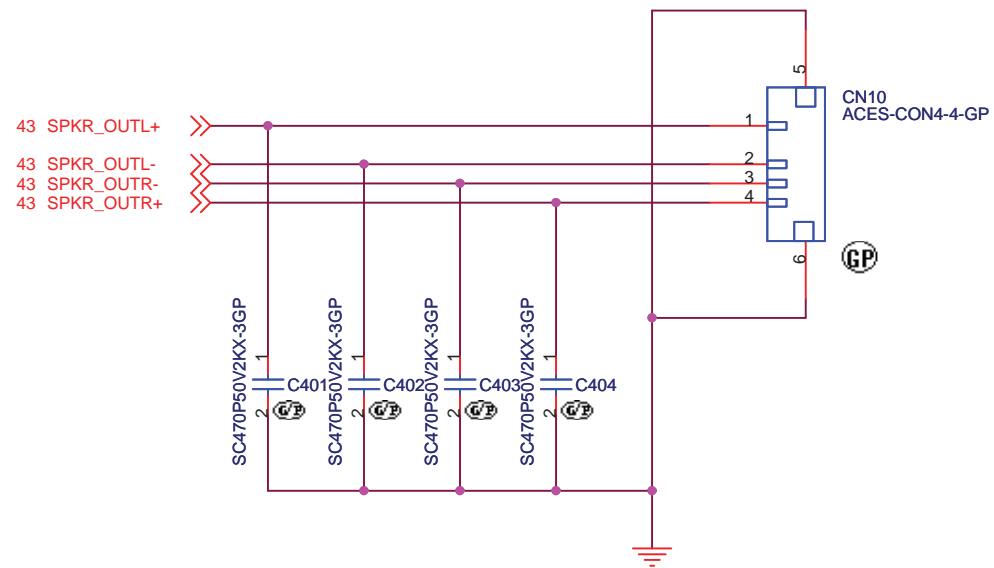 5
CN10
ACES-CON4-4-GP
43 SPKR_OUTL+
1
43 SPKR_OUTL-
2
43 SPKR_OUTR-
3
43 SPKR_OUTR+
4
6
GP
SC470P50V2KX-3GP
1
C401
2
G/P
SC470P50V2KX-3GP
1
C402
2
G/P
SC470P50V2KX-3GP
1
C403
2
G/P
SC470P50V2KX-3GP
1
C404
2
G/P